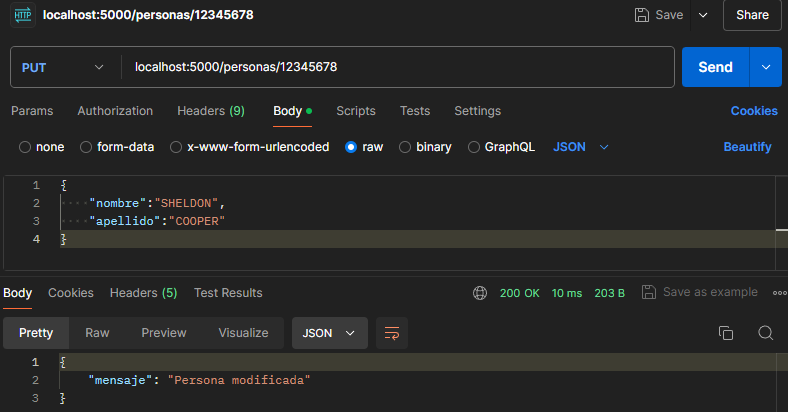 HTTP localhost:5000/personas/12345678 Save Share
PUT localhost:5000/personas/12345678 Send
Params Authorization Headers (9) Body Scripts Tests Settings Cookies
none form-data x-www-form-urlencoded raw binary GraphQL JSON Beautify
1 {
2 "nombre":"SHELDON",
3 "apellido":"COOPER"
4 }
Body Cookies Headers (5) Test Results 200 OK 10 ms 203 B Save as example
Pretty Raw Preview Visualize JSON
1 {
2 "mensaje": "Persona modificada"
3 }